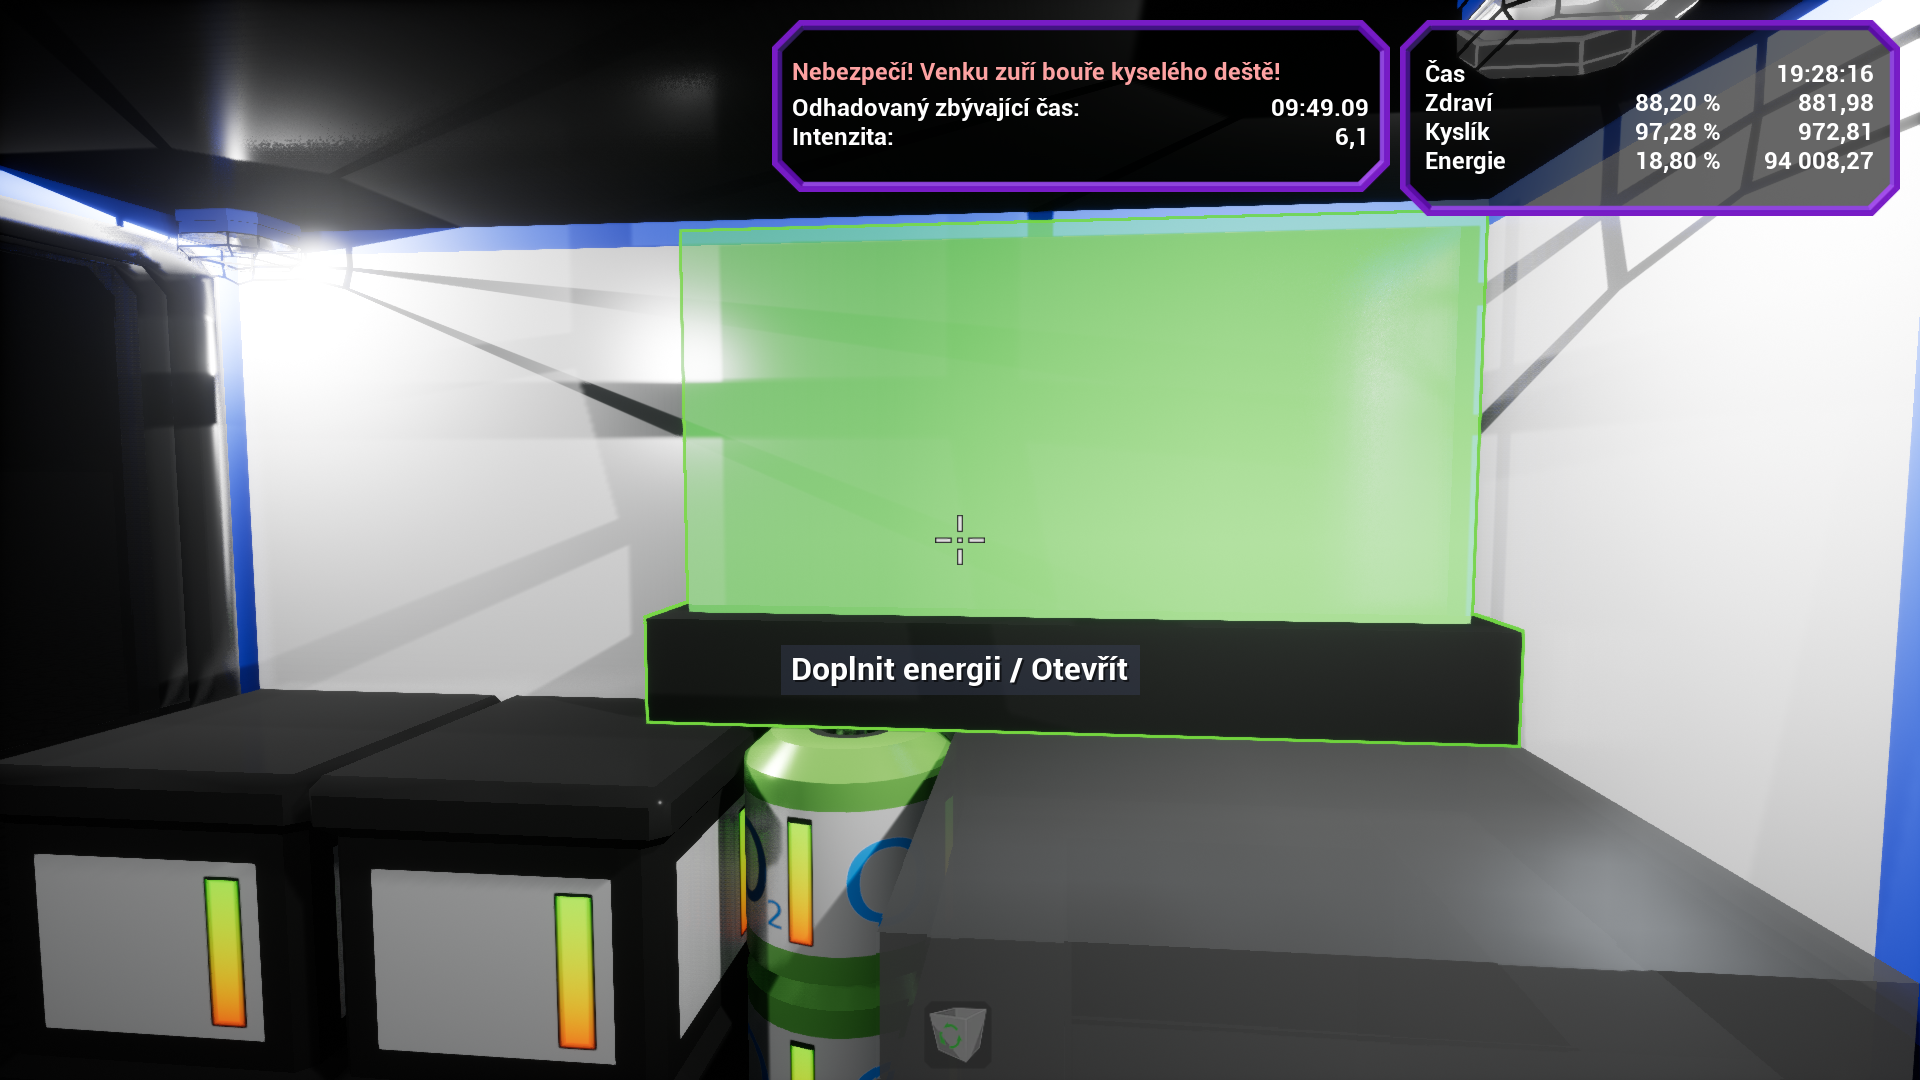 Nebezpečí! Venku zuří bouře kyselého deště!
Odhadovaný zbývající čas: 09:49.09
Intenzita: 6,1
Čas 19:28:16
Zdraví 88,20 % 881,98
Kyslík 97,28 % 972,81
Energie 18,80 % 94 008,27
Doplnit energii / Otevřít
2